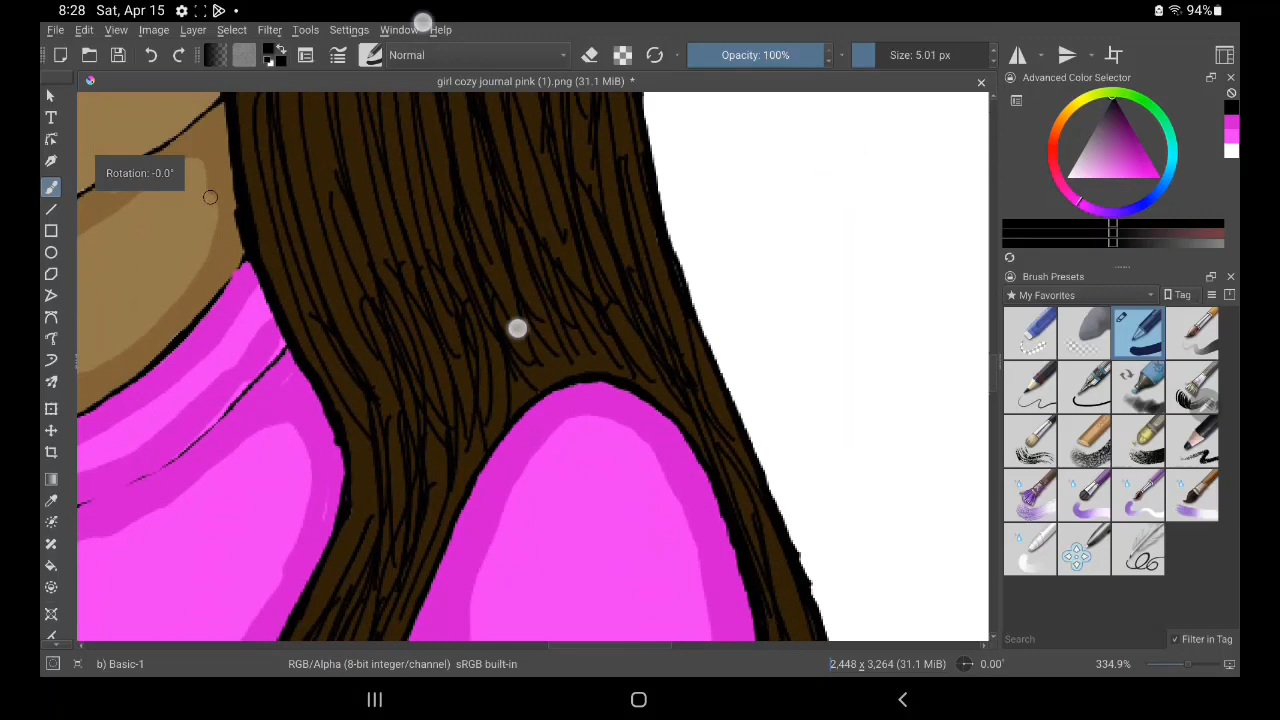 8:28 Sat, Apr 15 94%
File Edit View Image Layer Select Filter Tools Settings Window Help
Normal Opacity: 100% Size: 5.01 px
girl cozy journal pink (1).png (31.1 MiB) *
Advanced Color Selector
Rotation: -0.0°
Brush Presets
My Favorites Tag
Search Filter in Tag
b) Basic-1 RGB/Alpha (8-bit integer/channel) sRGB built-in 2,448 x 3,264 (31.1 MiB) 0.00° 334.9%